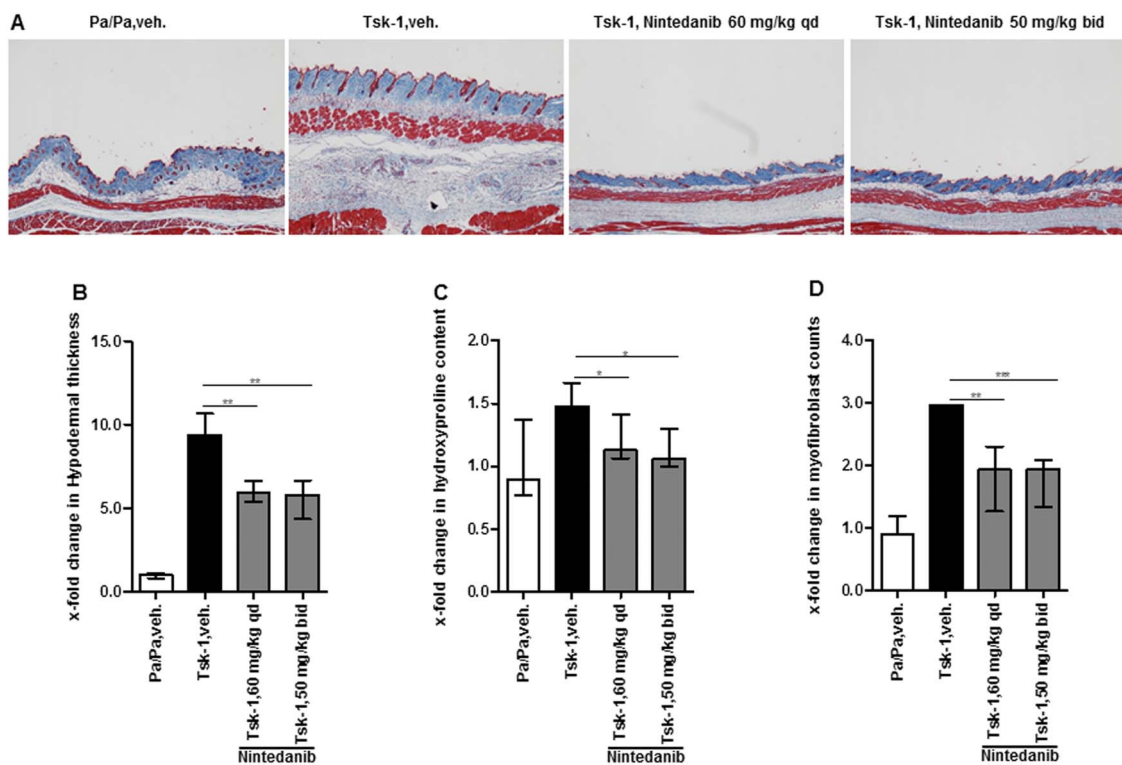 A
Pa/Pa,veh.
Tsk-1,veh.
Tsk-1, Nintedanib 60 mg/kg qd
Tsk-1, Nintedanib 50 mg/kg bid
B
x-fold change in Hypodermal thickness
15.0
10.0
5.0
0.0
**
**
Pa/Pa,veh.
Tsk-1,veh.
Tsk-1,60 mg/kg qd
Tsk-1,50 mg/kg bid
Nintedanib
C
x-fold change in hydroxyproline content
2.0
1.5
1.0
0.5
0.0
*
*
Pa/Pa,veh.
Tsk-1,veh.
Tsk-1,60 mg/kg qd
Tsk-1,50 mg/kg bid
Nintedanib
D
x-fold change in myofibroblast counts
4.0
3.0
2.0
1.0
0.0
***
**
Pa/Pa,veh.
Tsk-1,veh.
Tsk-1,60 mg/kg qd
Tsk-1,50 mg/kg bid
Nintedanib